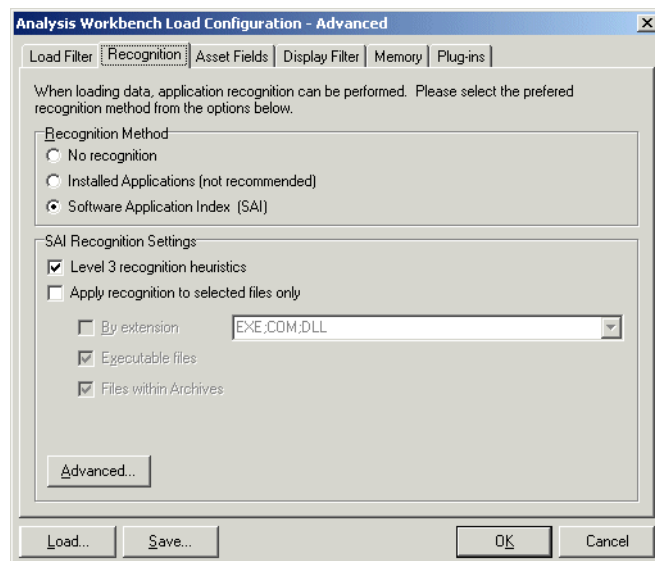 Analysis Workbench Load Configuration - Advanced
Load Filter Recognition Asset Fields Display Filter Memory Plug-ins
When loading data, application recognition can be performed. Please select the prefered
recognition method from the options below.
Recognition Method
No recognition
Installed Applications (not recommended)
Software Application Index (SAI)
SAI Recognition Settings
Level 3 recognition heuristics
Apply recognition to selected files only
By extension EXE;COM;DLL
Executable files
Files within Archives
Advanced...
Load... Save... OK Cancel